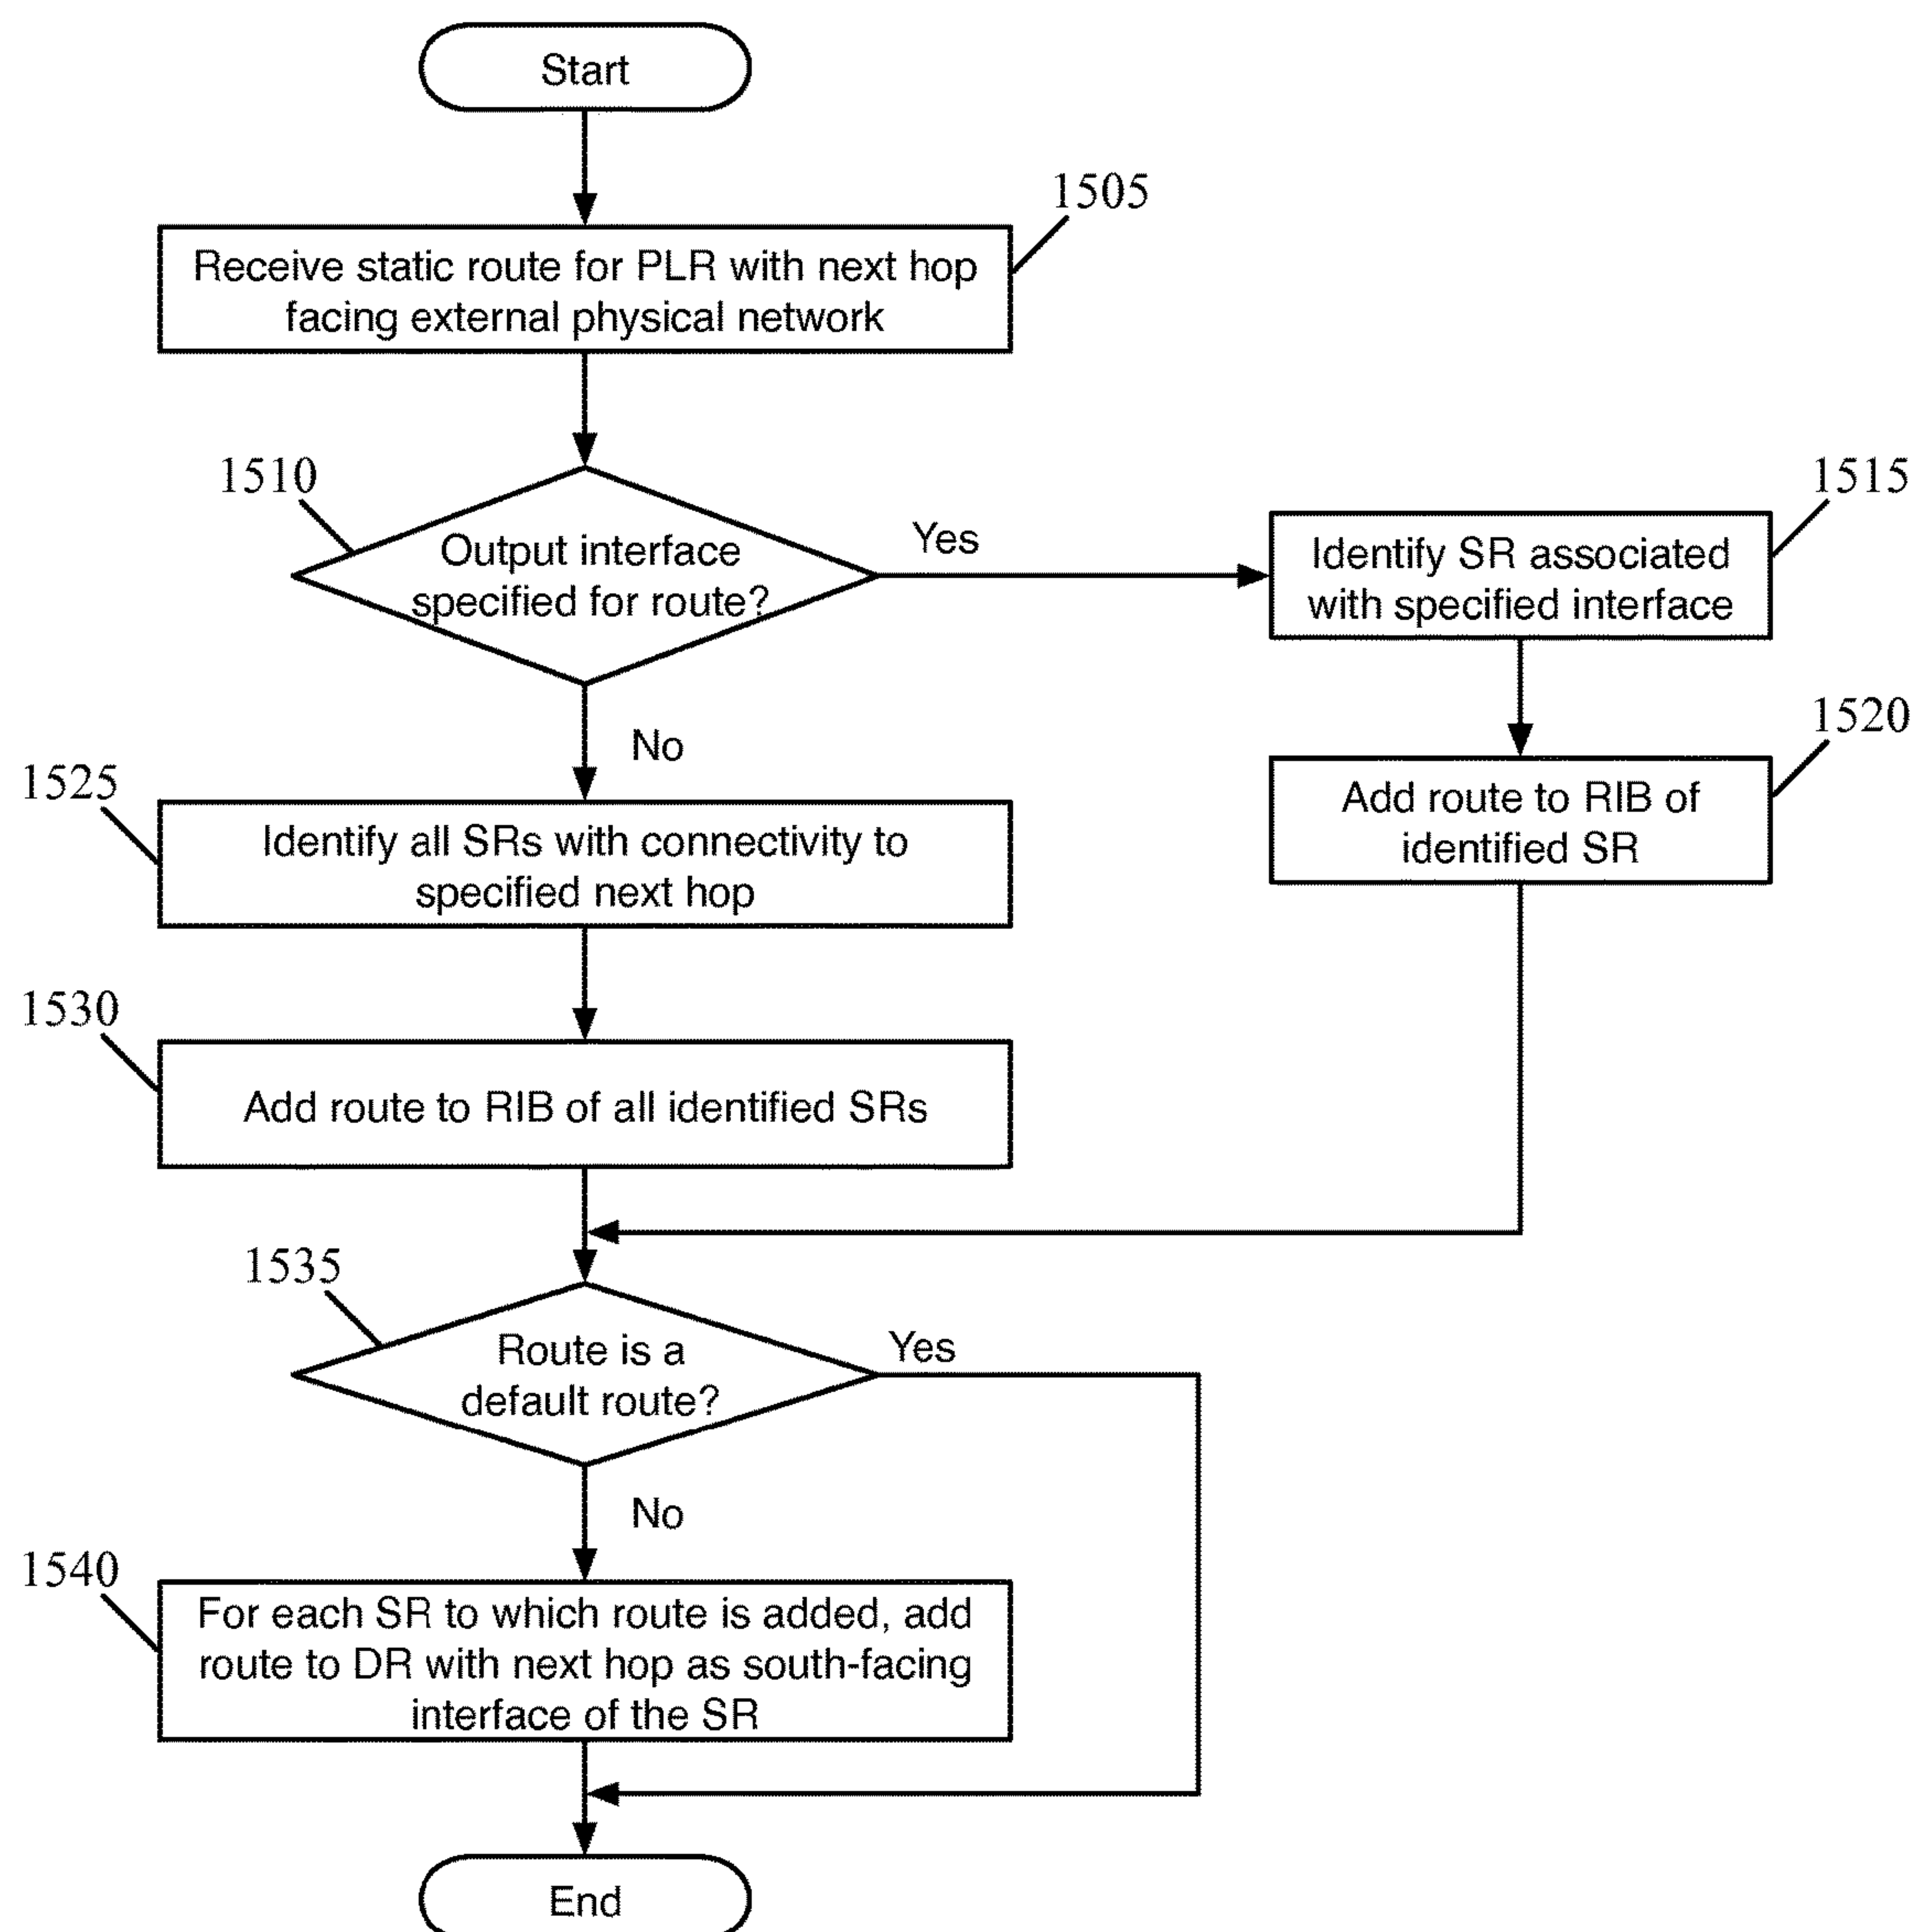 Start
1505
Receive static route for PLR with next hop
facing external physical network
1510
Output interface
specified for route?
Yes
1515
Identify SR associated
with specified interface
No
1520
Add route to RIB of
identified SR
1525
Identify all SRs with connectivity to
specified next hop
1530
Add route to RIB of all identified SRs
1535
Route is a
default route?
Yes
No
1540
For each SR to which route is added, add
route to DR with next hop as south-facing
interface of the SR
End